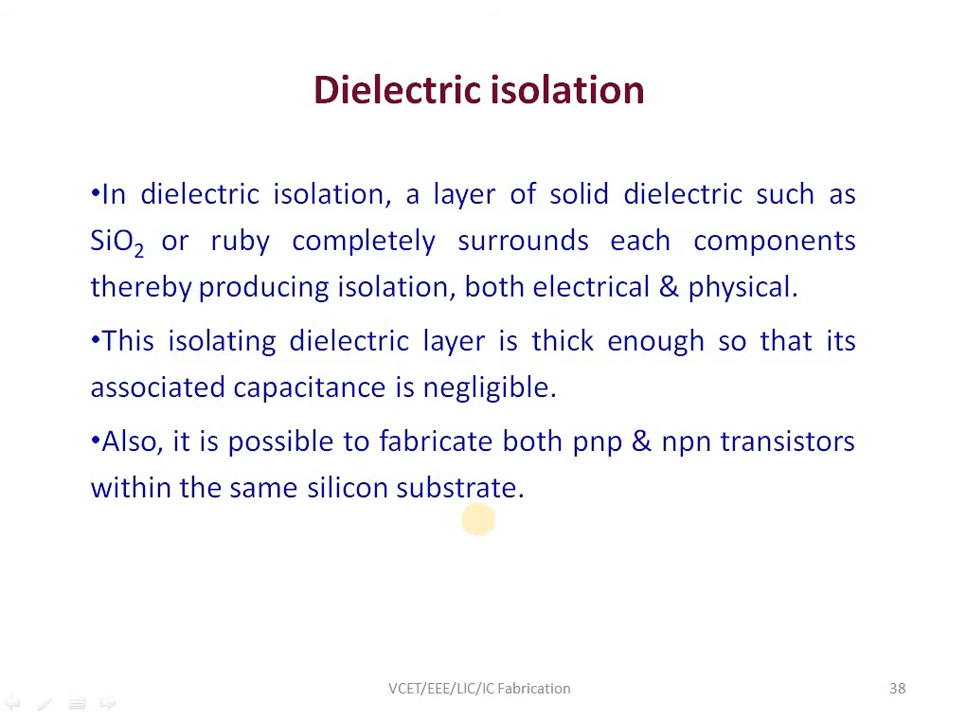 Dielectric isolation
•In dielectric isolation, a layer of solid dielectric such as
SiO2 or ruby completely surrounds each components
thereby producing isolation, both electrical & physical.
•This isolating dielectric layer is thick enough so that its
associated capacitance is negligible.
•Also, it is possible to fabricate both pnp & npn transistors
within the same silicon substrate.
VCET/EEE/LIC/IC Fabrication
38